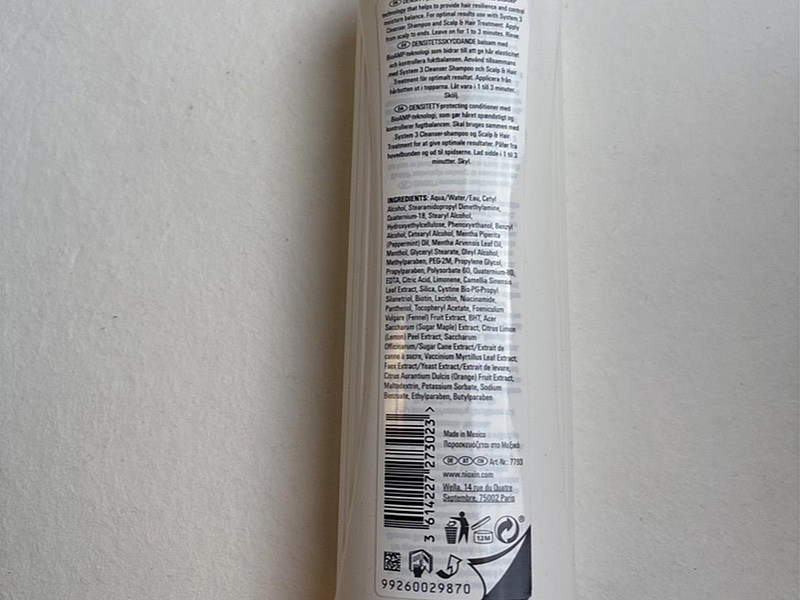 technology that helps to provide hair resilience and control
moisture balance. For optimal results use with System 3
Cleanser Shampoo and Scalp & Hair Treatment. Apply
from scalp to ends. Leave on for 1 to 3 minutes. Rinse.
SE DENSITETSSKYDDANDE balsam med
BioAMP-teknologi som bidrar till att ge hår elasticitet
och kontrollera fuktbalansen. Använd tillsammans
med System 3 Cleanser Shampoo och Scalp & Hair
Treatment för optimalt resultat. Applicera från
hårbotten ut i topparna. Låt vara i 1 till 3 minuter.
Skölj.
DK DENSITETY-protecting conditioner med
BioAMP-teknologi, som gør håret spændstigt og
kontrollerer fugtbalancen. Skal bruges sammen med
System 3 Cleanser-shampoo og Scalp & Hair
Treatment for at give optimale resultater. Påfør fra
hovedbunden og ud til spidserne. Lad sidde i 1 til 3
minutter. Skyl.
INGREDIENTS: Aqua/Water/Eau, Cetyl
Alcohol, Stearamidopropyl Dimethylamine,
Quaternium-18, Stearyl Alcohol,
Hydroxyethylcellulose, Phenoxyethanol, Benzyl
Alcohol, Cetearyl Alcohol, Mentha Piperita
(Peppermint) Oil, Mentha Arvensis Leaf Oil,
Menthol, Glyceryl Stearate, Oleyl Alcohol,
Methylparaben, PEG-2M, Propylene Glycol,
Propylparaben, Polysorbate 60, Quaternium-80,
EDTA, Citric Acid, Limonene, Camellia Sinensis
Leaf Extract, Silica, Cystine Bis-PG-Propyl
Silanetriol, Biotin, Lecithin, Niacinamide,
Panthenol, Tocopheryl Acetate, Foeniculum
Vulgare (Fennel) Fruit Extract, BHT, Acer
Saccharum (Sugar Maple) Extract, Citrus Limon
(Lemon) Peel Extract, Saccharum
Officinarum/Sugar Cane Extract/Extrait de
canne à sucre, Vaccinium Myrtillus Leaf Extract,
Faex Extract/Yeast Extract/Extrait de levure,
Citrus Aurantium Dulcis (Orange) Fruit Extract,
Maltodextrin, Potassium Sorbate, Sodium
Benzoate, Ethylparaben, Butylparaben
Made in Mexico
Παρασκευάζεται στο Μεξικό
DE AT CH Art-Nr.: 7793
www.nioxin.com
Wella, 14 rue du Quatre
Septembre, 75002 Paris
3 614227 273023 >
12M
®
99260029870